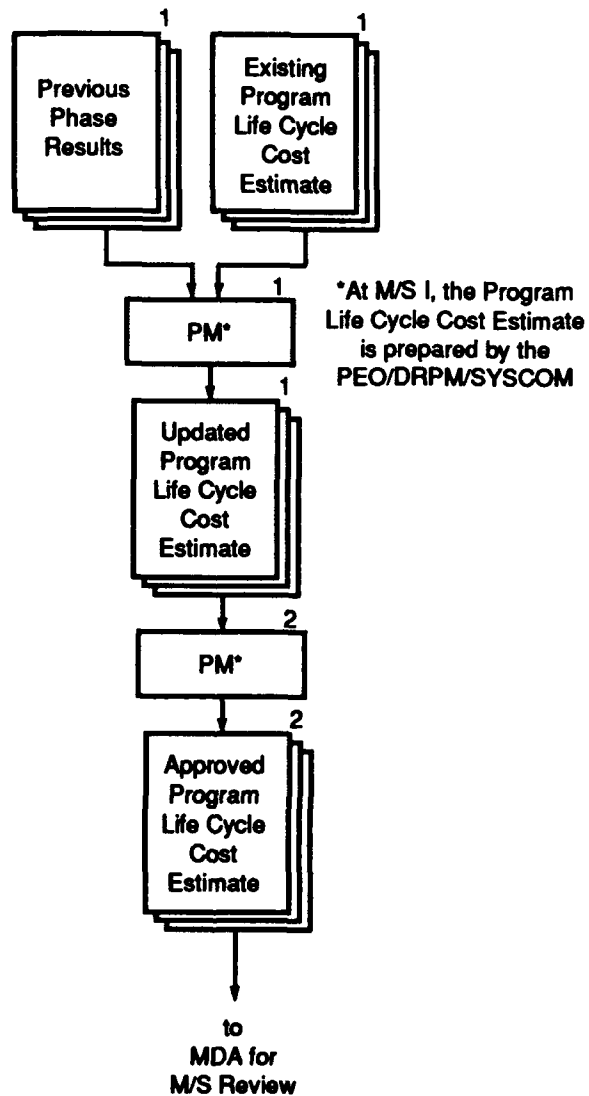 1
Previous
Phase
Results
1
Existing
Program
Life Cycle
Cost
Estimate
1
PM*
*At M/S I, the Program
Life Cycle Cost Estimate
is prepared by the
PEO/DRPM/SYSCOM
1
Updated
Program
Life Cycle
Cost
Estimate
2
PM*
2
Approved
Program
Life Cycle
Cost
Estimate
to
MDA for
M/S Review